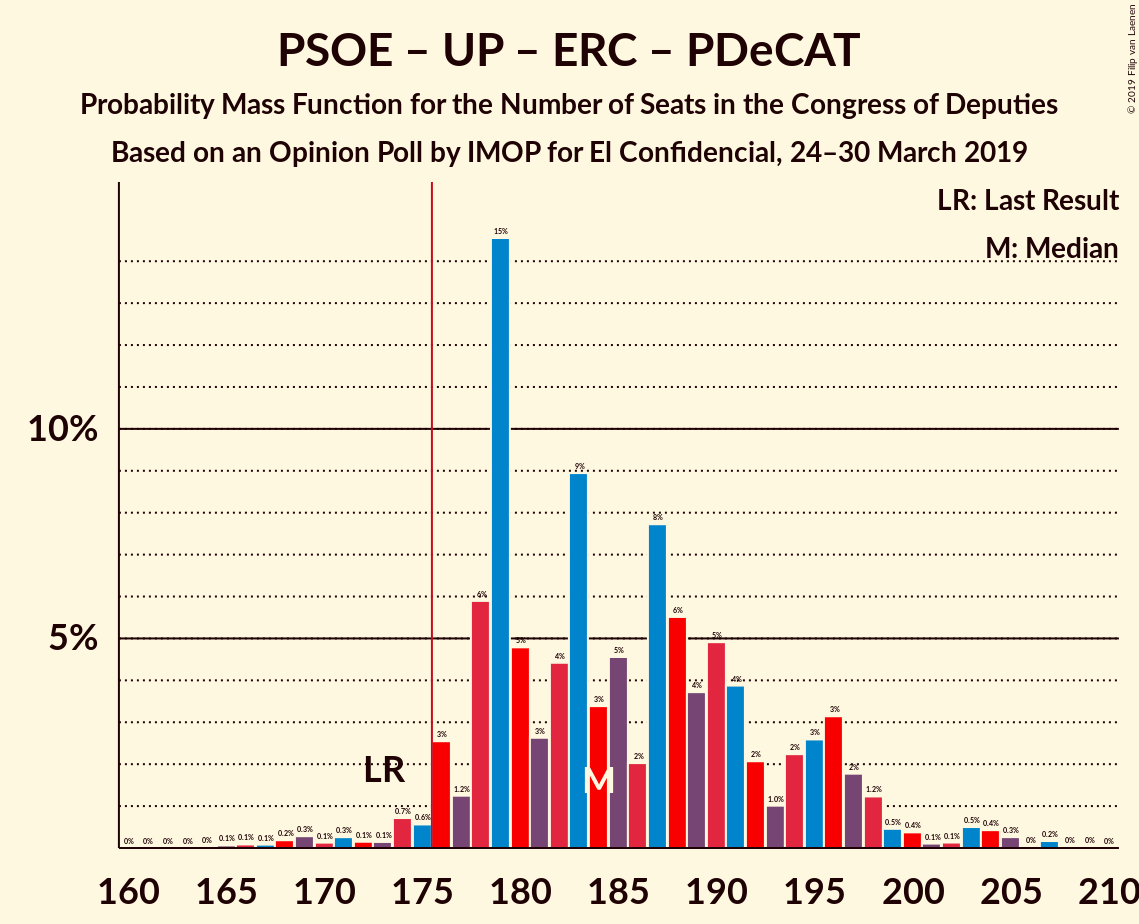 PSOE – UP – ERC – PDeCAT
Probability Mass Function for the Number of Seats in the Congress of Deputies
Based on an Opinion Poll by IMOP for El Confidencial, 24–30 March 2019
© 2019 Filip van Laenen
LR: Last Result
M: Median
10%
5%
LR
M
0% 0% 0% 0% 0% 0.1% 0.1% 0.1% 0.2% 0.3% 0.1% 0.3% 0.1% 0.1% 0.7% 0.6% 3% 1.2% 6% 15% 5% 3% 4% 9% 3% 5% 2% 8% 6% 4% 5% 4% 2% 1.0% 2% 3% 3% 2% 1.2% 0.5% 0.4% 0.1% 0.1% 0.5% 0.4% 0.3% 0% 0.2% 0% 0% 0%
160 165 170 175 180 185 190 195 200 205 210